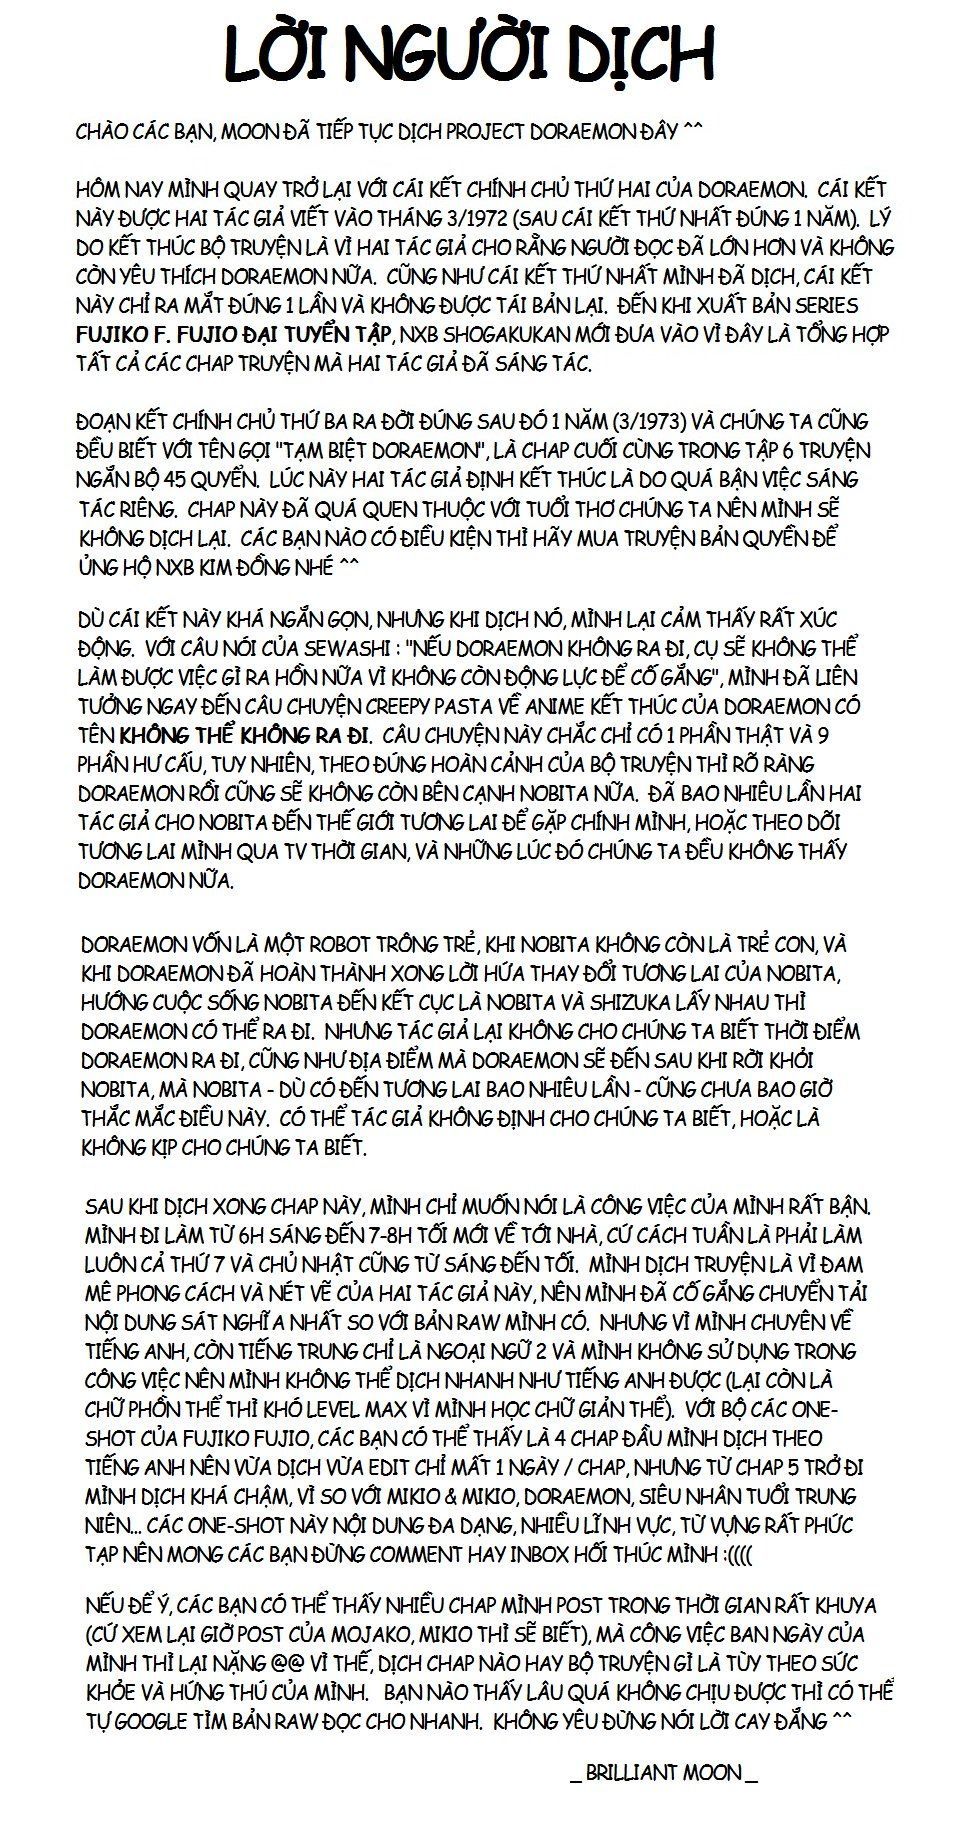 LỜI NGƯỜI DỊCH
CHÀO CÁC BẠN, MOON ĐÃ TIẾP TỤC DỊCH PROJECT DORAEMON ĐÂY ^^
HÔM NAY MÌNH QUAY TRỞ LẠI VỚI CÁI KẾT CHÍNH CHỦ THỨ HAI CỦA DORAEMON. CÁI KẾT
NÀY ĐƯỢC HAI TÁC GIẢ VIẾT VÀO THÁNG 3/1972 (SAU CÁI KẾT THỨ NHẤT ĐÚNG 1 NĂM). LÝ
DO KẾT THÚC BỘ TRUYỆN LÀ VÌ HAI TÁC GIẢ CHO RẰNG NGƯỜI ĐỌC ĐÃ LỚN HƠN VÀ KHÔNG
CÒN YÊU THÍCH DORAEMON NỮA. CŨNG NHƯ CÁI KẾT THỨ NHẤT MÌNH ĐÃ DỊCH, CÁI KẾT
NÀY CHỈ RA MẮT ĐÚNG 1 LẦN VÀ KHÔNG ĐƯỢC TÁI BẢN LẠI. ĐẾN KHI XUẤT BẢN SERIES
FUJIKO F. FUJIO ĐẠI TUYỂN TẬP, NXB SHOGAKUKAN MỚI ĐƯA VÀO VÌ ĐÂY LÀ TỔNG HỢP
TẤT CẢ CÁC CHAP TRUYỆN MÀ HAI TÁC GIẢ ĐÃ SÁNG TÁC.
ĐOẠN KẾT CHÍNH CHỦ THỨ BA RA ĐỜI ĐÚNG SAU ĐÓ 1 NĂM (3/1973) VÀ CHÚNG TA CŨNG
ĐỀU BIẾT VỚI TÊN GỌI "TẠM BIỆT DORAEMON", LÀ CHAP CUỐI CÙNG TRONG TẬP 6 TRUYỆN
NGẮN BỘ 45 QUYỂN. LÚC NÀY HAI TÁC GIẢ ĐỊNH KẾT THÚC LÀ DO QUÁ BẬN VIỆC SÁNG
TÁC RIÊNG. CHAP NÀY ĐÃ QUÁ QUEN THUỘC VỚI TUỔI THƠ CHÚNG TA NÊN MÌNH SẼ
KHÔNG DỊCH LẠI. CÁC BẠN NÀO CÓ ĐIỀU KIỆN THÌ HÃY MUA TRUYỆN BẢN QUYỀN ĐỂ
ỦNG HỘ NXB KIM ĐỒNG NHÉ ^^
DÙ CÁI KẾT NÀY KHÁ NGẮN GỌN, NHƯNG KHI DỊCH NÓ, MÌNH LẠI CẢM THẤY RẤT XÚC
ĐỘNG. VỚI CÂU NÓI CỦA SEWASHI : "NẾU DORAEMON KHÔNG RA ĐI, CỤ SẼ KHÔNG THỂ
LÀM ĐƯỢC VIỆC GÌ RA HỒN NỮA VÌ KHÔNG CÒN ĐỘNG LỰC ĐỂ CỐ GẮNG", MÌNH ĐÃ LIÊN
TƯỞNG NGAY ĐẾN CÂU CHUYỆN CREEPY PASTA VỀ ANIME KẾT THÚC CỦA DORAEMON CÓ
TÊN KHÔNG THỂ KHÔNG RA ĐI. CÂU CHUYỆN NÀY CHẮC CHỈ CÓ 1 PHẦN THẬT VÀ 9
PHẦN HƯ CẤU, TUY NHIÊN, THEO ĐÚNG HOÀN CẢNH CỦA BỘ TRUYỆN THÌ RÕ RÀNG
DORAEMON RỒI CŨNG SẼ KHÔNG CÒN BÊN CẠNH NOBITA NỮA. ĐÃ BAO NHIÊU LẦN HAI
TÁC GIẢ CHO NOBITA ĐẾN THẾ GIỚI TƯƠNG LAI ĐỂ GẶP CHÍNH MÌNH, HOẶC THEO DÕI
TƯƠNG LAI MÌNH QUA TV THỜI GIAN, VÀ NHỮNG LÚC ĐÓ CHÚNG TA ĐỀU KHÔNG THẤY
DORAEMON NỮA.
DORAEMON VỐN LÀ MỘT ROBOT TRÔNG TRẺ, KHI NOBITA KHÔNG CÒN LÀ TRẺ CON, VÀ
KHI DORAEMON ĐÃ HOÀN THÀNH XONG LỜI HỨA THAY ĐỔI TƯƠNG LAI CỦA NOBITA,
HƯỚNG CUỘC SỐNG NOBITA ĐẾN KẾT CỤC LÀ NOBITA VÀ SHIZUKA LẤY NHAU THÌ
DORAEMON CÓ THỂ RA ĐI. NHƯNG TÁC GIẢ LẠI KHÔNG CHO CHÚNG TA BIẾT THỜI ĐIỂM
DORAEMON RA ĐI, CŨNG NHƯ ĐỊA ĐIỂM MÀ DORAEMON SẼ ĐẾN SAU KHI RỜI KHỎI
NOBITA, MÀ NOBITA - DÙ CÓ ĐẾN TƯƠNG LAI BAO NHIÊU LẦN - CŨNG CHƯA BAO GIỜ
THẮC MẮC ĐIỀU NÀY. CÓ THỂ TÁC GIẢ KHÔNG ĐỊNH CHO CHÚNG TA BIẾT, HOẶC LÀ
KHÔNG KỊP CHO CHÚNG TA BIẾT.
SAU KHI DỊCH XONG CHAP NÀY, MÌNH CHỈ MUỐN NÓI LÀ CÔNG VIỆC CỦA MÌNH RẤT BẬN.
MÌNH ĐI LÀM TỪ 6H SÁNG ĐẾN 7-8H TỐI MỚI VỀ TỚI NHÀ, CỨ CÁCH TUẦN LÀ PHẢI LÀM
LUÔN CẢ THỨ 7 VÀ CHỦ NHẬT CŨNG TỪ SÁNG ĐẾN TỐI. MÌNH DỊCH TRUYỆN LÀ VÌ ĐAM
MÊ PHONG CÁCH VÀ NÉT VẼ CỦA HAI TÁC GIẢ NÀY, NÊN MÌNH ĐÃ CỐ GẮNG CHUYỂN TẢI
NỘI DUNG SÁT NGHĨA NHẤT SO VỚI BẢN RAW MÌNH CÓ. NHƯNG VÌ MÌNH CHUYÊN VỀ
TIẾNG ANH, CÒN TIẾNG TRUNG CHỈ LÀ NGOẠI NGỮ 2 VÀ MÌNH KHÔNG SỬ DỤNG TRONG
CÔNG VIỆC NÊN MÌNH KHÔNG THỂ DỊCH NHANH NHƯ TIẾNG ANH ĐƯỢC (LẠI CÒN LÀ
CHỮ PHỒN THỂ THÌ KHÓ LEVEL MAX VÌ MÌNH HỌC CHỮ GIẢN THỂ). VỚI BỘ CÁC ONE-
SHOT CỦA FUJIKO FUJIO, CÁC BẠN CÓ THỂ THẤY LÀ 4 CHAP ĐẦU MÌNH DỊCH THEO
TIẾNG ANH NÊN VỪA DỊCH VỪA EDIT CHỈ MẤT 1 NGÀY / CHAP, NHƯNG TỪ CHAP 5 TRỞ ĐI
MÌNH DỊCH KHÁ CHẬM, VÌ SO VỚI MIKIO & MIKIO, DORAEMON, SIÊU NHÂN TUỔI TRUNG
NIÊN... CÁC ONE-SHOT NÀY NỘI DUNG ĐA DẠNG, NHIỀU LĨNH VỰC, TỪ VỰNG RẤT PHỨC
TẠP NÊN MONG CÁC BẠN ĐỪNG COMMENT HAY INBOX HỐI THÚC MÌNH :((((
NẾU ĐỂ Ý, CÁC BẠN CÓ THỂ THẤY NHIỀU CHAP MÌNH POST TRONG THỜI GIAN RẤT KHUYA
(CỨ XEM LẠI GIỜ POST CỦA MOJAKO, MIKIO THÌ SẼ BIẾT), MÀ CÔNG VIỆC BAN NGÀY CỦA
MÌNH THÌ LẠI NẶNG @@ VÌ THẾ, DỊCH CHAP NÀO HAY BỘ TRUYỆN GÌ LÀ TÙY THEO SỨC
KHỎE VÀ HỨNG THÚ CỦA MÌNH. BẠN NÀO THẤY LÂU QUÁ KHÔNG CHỊU ĐƯỢC THÌ CÓ THỂ
TỰ GOOGLE TÌM BẢN RAW ĐỌC CHO NHANH. KHÔNG YÊU ĐỪNG NÓI LỜI CAY ĐẮNG ^^
_ BRILLIANT MOON _